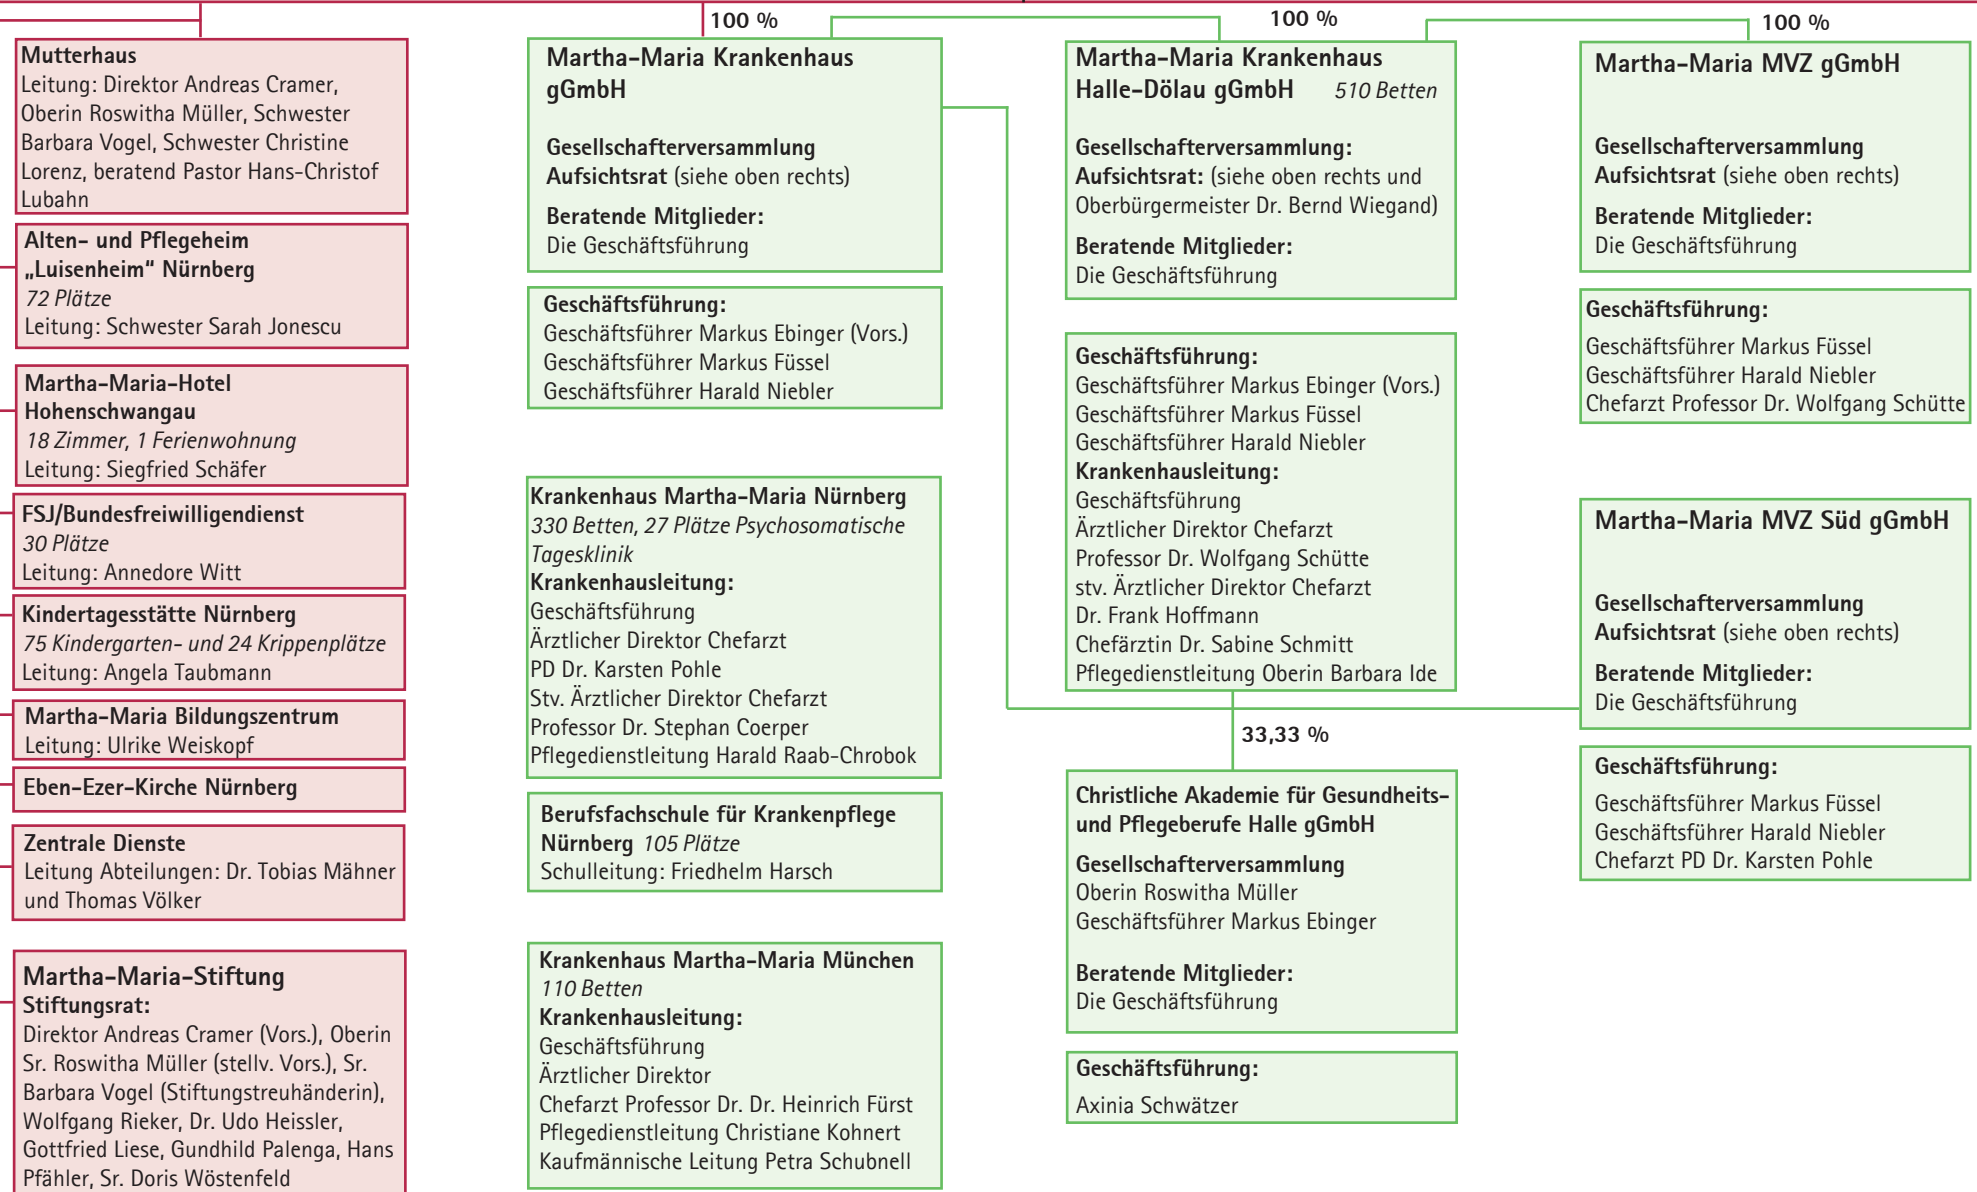 Mutterhaus
Leitung: Direktor Andreas Cramer,
Oberin Roswitha Müller, Schwester
Barbara Vogel, Schwester Christine
Lorenz, beratend Pastor Hans-Christof
Lubahn
Alten- und Pflegeheim
„Luisenheim“ Nürnberg
72 Plätze
Leitung: Schwester Sarah Jonescu
Martha-Maria-Hotel
Hohenschwangau
18 Zimmer, 1 Ferienwohnung
Leitung: Siegfried Schäfer
FSJ/Bundesfreiwilligendienst
30 Plätze
Leitung: Annedore Witt
Kindertagesstätte Nürnberg
75 Kindergarten- und 24 Krippenplätze
Leitung: Angela Taubmann
Martha-Maria Bildungszentrum
Leitung: Ulrike Weiskopf
Eben-Ezer-Kirche Nürnberg
Zentrale Dienste
Leitung Abteilungen: Dr. Tobias Mähner
und Thomas Völker
Martha-Maria-Stiftung
Stiftungsrat:
Direktor Andreas Cramer (Vors.), Oberin
Sr. Roswitha Müller (stellv. Vors.), Sr.
Barbara Vogel (Stiftungstreuhänderin),
Wolfgang Rieker, Dr. Udo Heissler,
Gottfried Liese, Gundhild Palenga, Hans
Pfähler, Sr. Doris Wöstenfeld
100 %
Martha-Maria Krankenhaus
gGmbH
Gesellschafterversammlung
Aufsichtsrat (siehe oben rechts)
Beratende Mitglieder:
Die Geschäftsführung
Geschäftsführung:
Geschäftsführer Markus Ebinger (Vors.)
Geschäftsführer Markus Füssel
Geschäftsführer Harald Niebler
Krankenhaus Martha-Maria Nürnberg
330 Betten, 27 Plätze Psychosomatische
Tagesklinik
Krankenhausleitung:
Geschäftsführung
Ärztlicher Direktor Chefarzt
PD Dr. Karsten Pohle
Stv. Ärztlicher Direktor Chefarzt
Professor Dr. Stephan Coerper
Pflegedienstleitung Harald Raab-Chrobok
Berufsfachschule für Krankenpflege
Nürnberg 105 Plätze
Schulleitung: Friedhelm Harsch
Krankenhaus Martha-Maria München
110 Betten
Krankenhausleitung:
Geschäftsführung
Ärztlicher Direktor
Chefarzt Professor Dr. Dr. Heinrich Fürst
Pflegedienstleitung Christiane Kohnert
Kaufmännische Leitung Petra Schubnell
100 %
Martha-Maria Krankenhaus
Halle-Dölau gGmbH 510 Betten
Gesellschafterversammlung:
Aufsichtsrat: (siehe oben rechts und
Oberbürgermeister Dr. Bernd Wiegand)
Beratende Mitglieder:
Die Geschäftsführung
Geschäftsführung:
Geschäftsführer Markus Ebinger (Vors.)
Geschäftsführer Markus Füssel
Geschäftsführer Harald Niebler
Krankenhausleitung:
Geschäftsführung
Ärztlicher Direktor Chefarzt
Professor Dr. Wolfgang Schütte
stv. Ärztlicher Direktor Chefarzt
Dr. Frank Hoffmann
Chefärztin Dr. Sabine Schmitt
Pflegedienstleitung Oberin Barbara Ide
33,33 %
Christliche Akademie für Gesundheits-
und Pflegeberufe Halle gGmbH
Gesellschafterversammlung
Oberin Roswitha Müller
Geschäftsführer Markus Ebinger
Beratende Mitglieder:
Die Geschäftsführung
Geschäftsführung:
Axinia Schwätzer
100 %
Martha-Maria MVZ gGmbH
Gesellschafterversammlung
Aufsichtsrat (siehe oben rechts)
Beratende Mitglieder:
Die Geschäftsführung
Geschäftsführung:
Geschäftsführer Markus Füssel
Geschäftsführer Harald Niebler
Chefarzt Professor Dr. Wolfgang Schütte
Martha-Maria MVZ Süd gGmbH
Gesellschafterversammlung
Aufsichtsrat (siehe oben rechts)
Beratende Mitglieder:
Die Geschäftsführung
Geschäftsführung:
Geschäftsführer Markus Füssel
Geschäftsführer Harald Niebler
Chefarzt PD Dr. Karsten Pohle